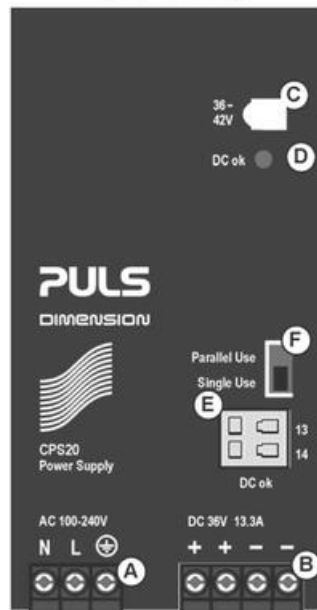 C
36-
42V
DC ok
D
PULS
DIMENSION
F
Parallel Use
Single Use
E
13
14
CPS20
Power Supply
DC ok
AC 100-240V
DC 36V 13.3A
N L
+ + − −
A
B